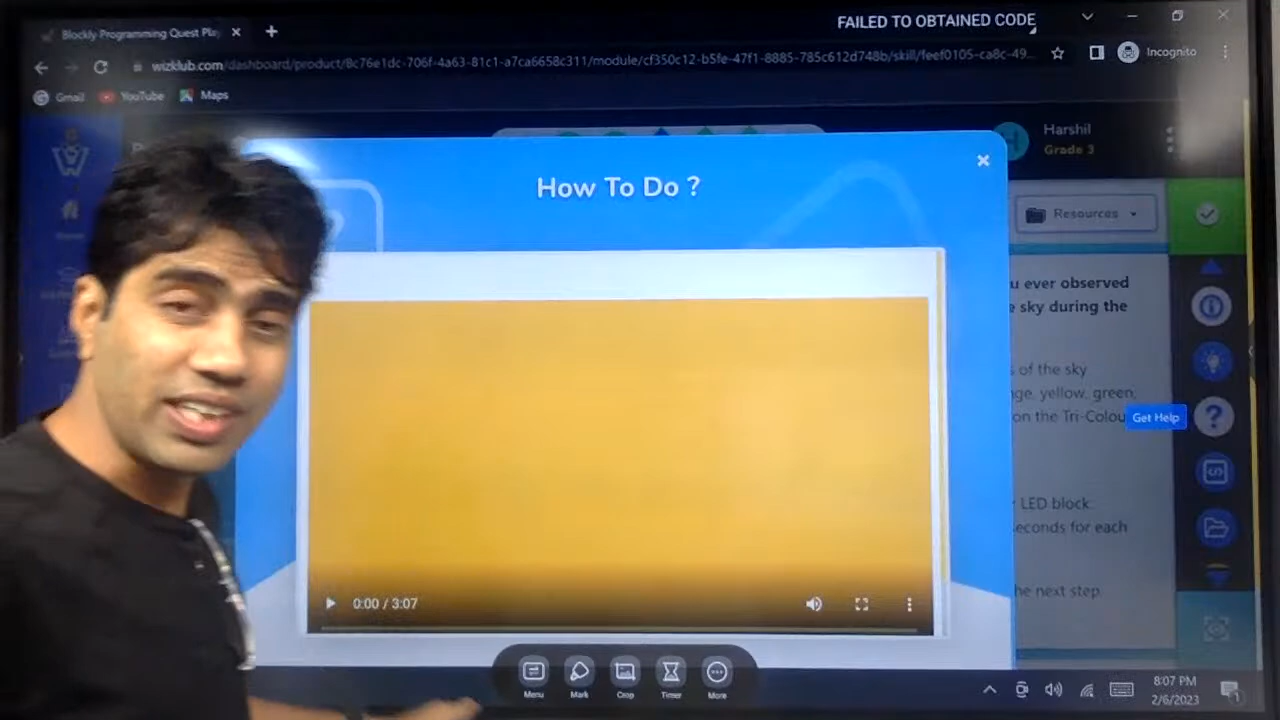 Blockly Programming Quest Play
FAILED TO OBTAINED CODE
wizklub.com/dashboard/product/8c76e1dc-706f-4a63-81c1-a7ca6658c311/module/cf350c12-b5fe-47f1-8885-785c612d748b/skill/feef0105-ca8c-49...
Incognito
Gmail
YouTube
Maps
Harshil
Grade 3
How To Do ?
Resources
u ever observed
e sky during the
s of the sky
nge, yellow, green,
on the Tri-Colou
Get Help
LED block.
econds for each
he next step.
0:00 / 3:07
Menu
Mark
Crop
Timer
More
8:07 PM
2/6/2023
1